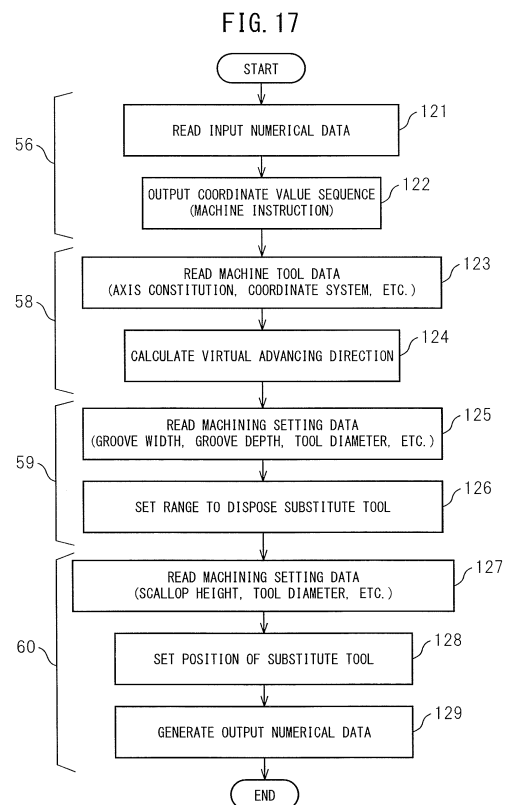 FIG. 17
START
READ INPUT NUMERICAL DATA
121
56
OUTPUT COORDINATE VALUE SEQUENCE
(MACHINE INSTRUCTION)
122
READ MACHINE TOOL DATA
(AXIS CONSTITUTION, COORDINATE SYSTEM, ETC.)
123
58
CALCULATE VIRTUAL ADVANCING DIRECTION
124
READ MACHINING SETTING DATA
(GROOVE WIDTH, GROOVE DEPTH, TOOL DIAMETER, ETC.)
125
59
SET RANGE TO DISPOSE SUBSTITUTE TOOL
126
READ MACHINING SETTING DATA
(SCALLOP HEIGHT, TOOL DIAMETER, ETC.)
127
60
SET POSITION OF SUBSTITUTE TOOL
128
GENERATE OUTPUT NUMERICAL DATA
129
END